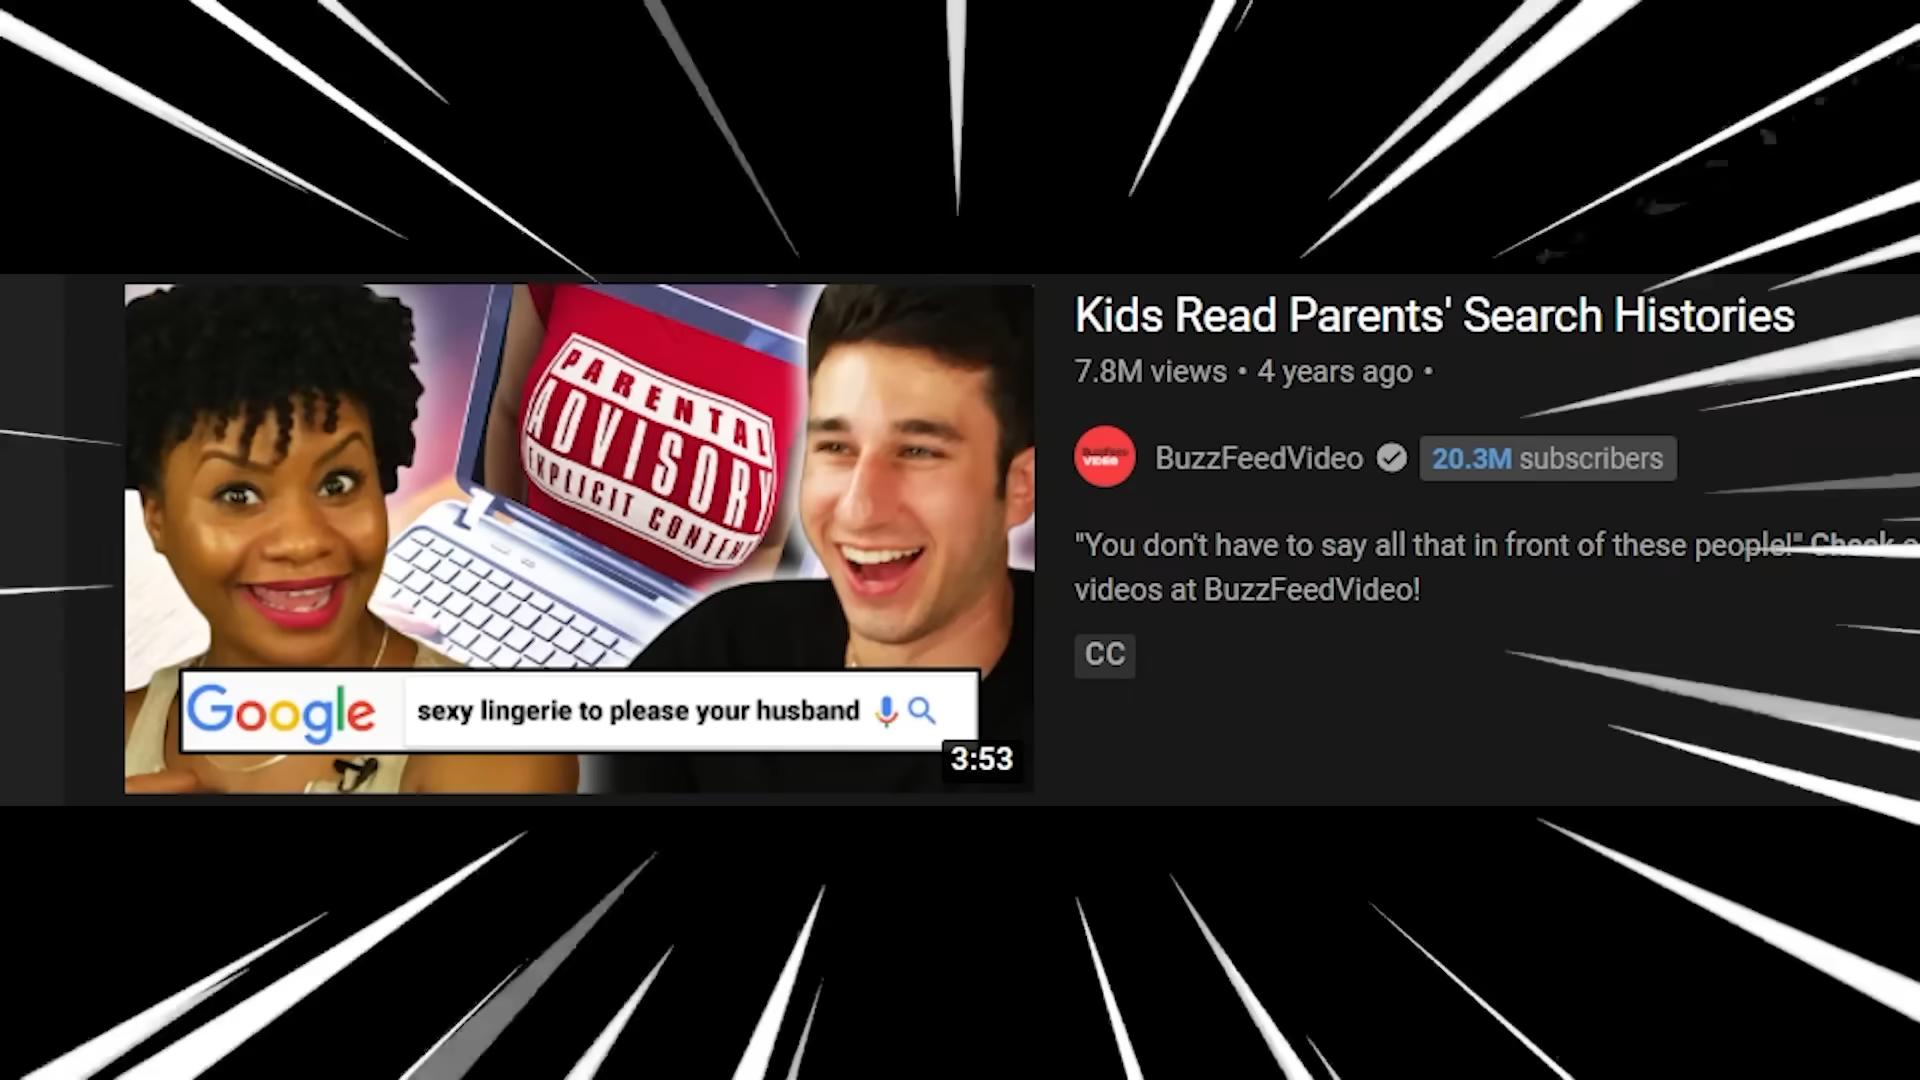 PARENTAL
ADVISORY
EXPLICIT CONTENT
Google sexy lingerie to please your husband
3:53
Kids Read Parents' Search Histories
7.8M views • 4 years ago •
BuzzFeedVideo 20.3M subscribers
"You don't have to say all that in front of these people!" Check
videos at BuzzFeedVideo!
CC